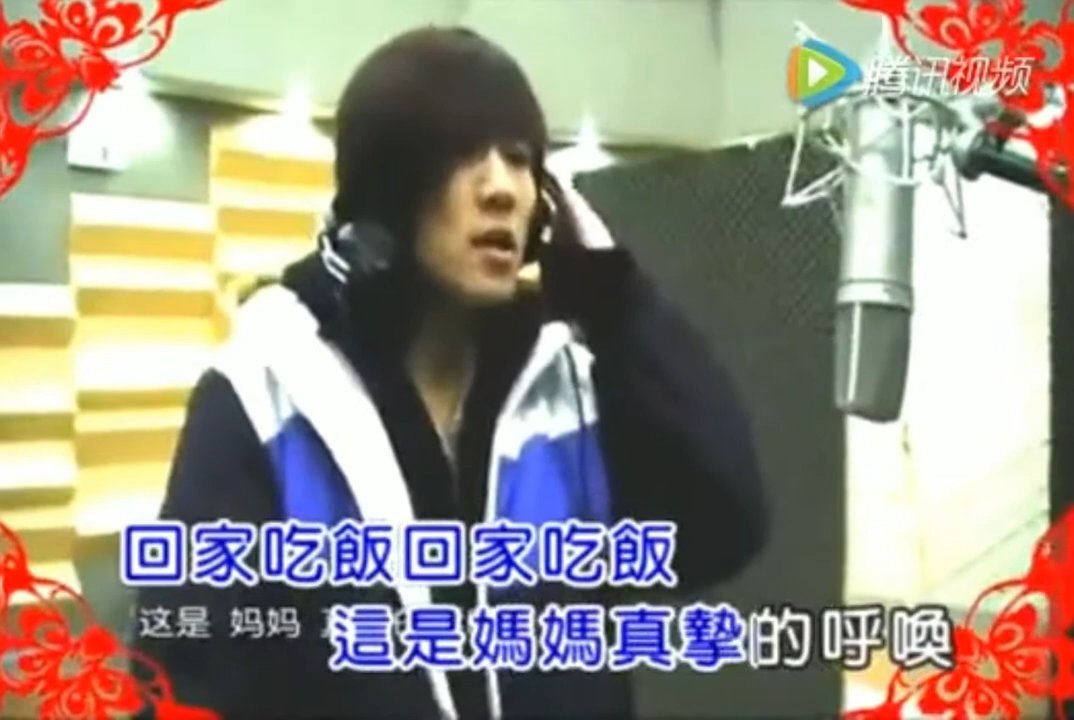 腾讯视频
回家吃飯回家吃飯
这是 妈妈
這是媽媽真摯的呼喚